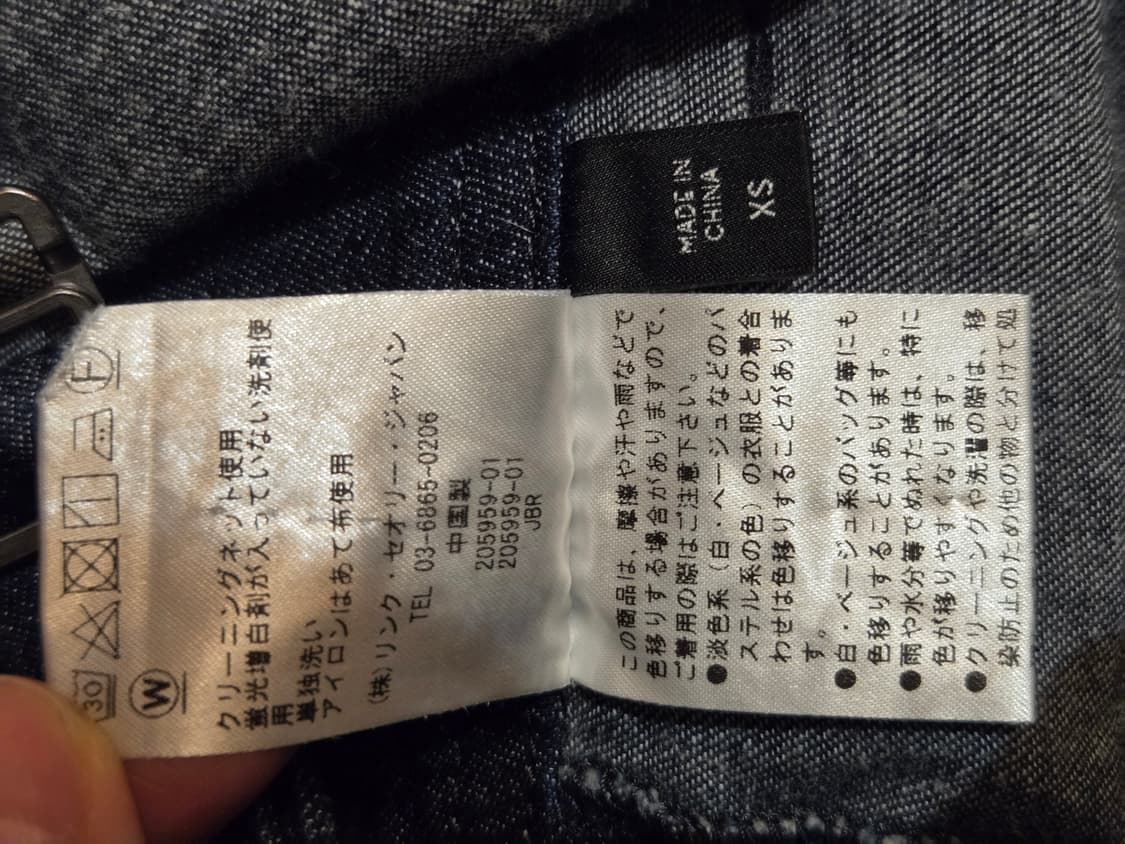 MADE IN
CHINA
XS
30
F
W
クリーニングネット使用
蛍光増白剤が入っていない洗剤使
用
単独洗い
アイロンはあて布使用
(株)リンク・セオリー・ジャパン
TEL 03-6865-0206
中国製
205959-01
205959-01
JBR
この商品は、摩擦や汗や雨などで
色移りする場合がありますので、
ご着用の際はご注意下さい。
●淡色系(白・ベージュなどのパ
ステル系の色)の衣服との着合
わせは色移りすることがありま
す。
●白・ベージュ系のバッグ等にも
色移りすることがあります。
●雨や水分等でぬれた時は、特に
色が移りやすくなります。
●クリーニングや洗濯の際は、移
染防止のため他の物と分けて処